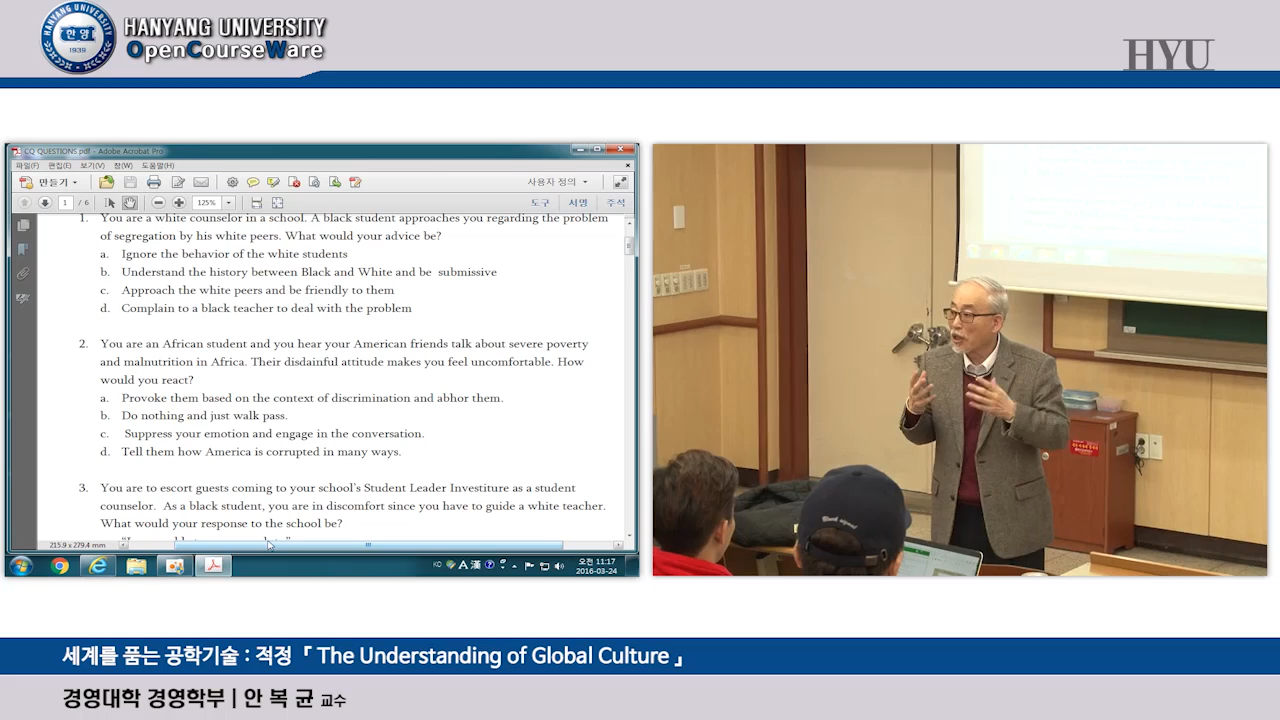 HANYANG UNIVERSITY
OpenCourseWare
한양
1939
HYU
CQ QUESTIONS.pdf - Adobe Acrobat Pro
파일(F) 편집(E) 보기(V) 창(W) 도움말(H)
만들기 사용자 정의
1 / 6 125% 도구 서명 주석
1. You are a white counselor in a school. A black student approaches you regarding the problem
of segregation by his white peers. What would your advice be?
a. Ignore the behavior of the white students
b. Understand the history between Black and White and be submissive
c. Approach the white peers and be friendly to them
d. Complain to a black teacher to deal with the problem
2. You are an African student and you hear your American friends talk about severe poverty
and malnutrition in Africa. Their disdainful attitude makes you feel uncomfortable. How
would you react?
a. Provoke them based on the context of discrimination and abhor them.
b. Do nothing and just walk pass.
c. Suppress your emotion and engage in the conversation.
d. Tell them how America is corrupted in many ways.
3. You are to escort guests coming to your school's Student Leader Investiture as a student
counselor. As a black student, you are in discomfort since you have to guide a white teacher.
What would your response to the school be?
215.9 x 279.4 mm
KO A 漢 오전 11:17
2016-03-24
세계를 품는 공학기술 : 적정 「 The Understanding of Global Culture 」
경영대학 경영학부 | 안 복 균 교수